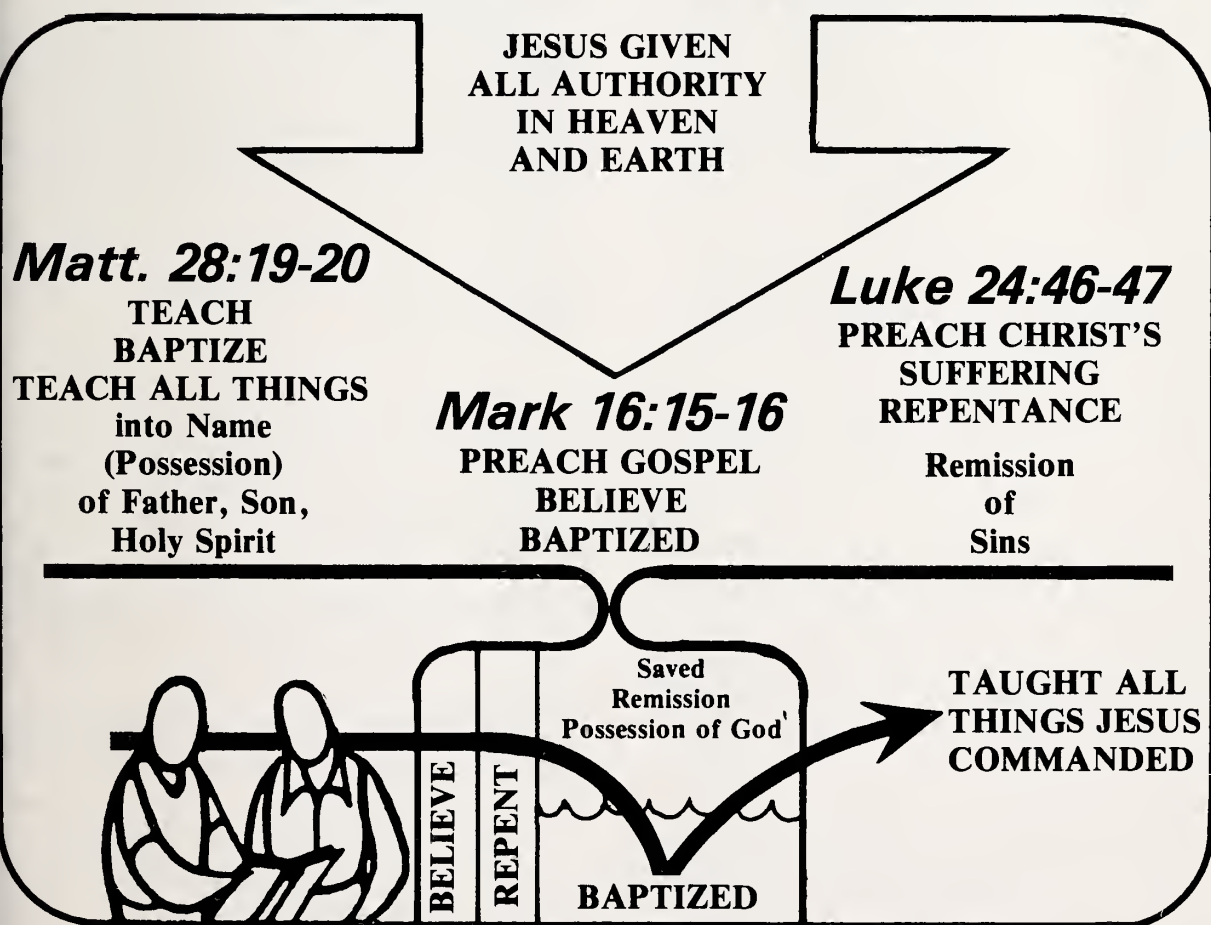 JESUS GIVEN
ALL AUTHORITY
IN HEAVEN
AND EARTH
Matt. 28:19-20
TEACH
BAPTIZE
TEACH ALL THINGS
into Name
(Possession)
of Father, Son,
Holy Spirit
Mark 16:15-16
PREACH GOSPEL
BELIEVE
BAPTIZED
Luke 24:46-47
PREACH CHRIST'S
SUFFERING
REPENTANCE
Remission
of
Sins
BELIEVE
REPENT
Saved
Remission
Possession of God
BAPTIZED
TAUGHT ALL
THINGS JESUS
COMMANDED